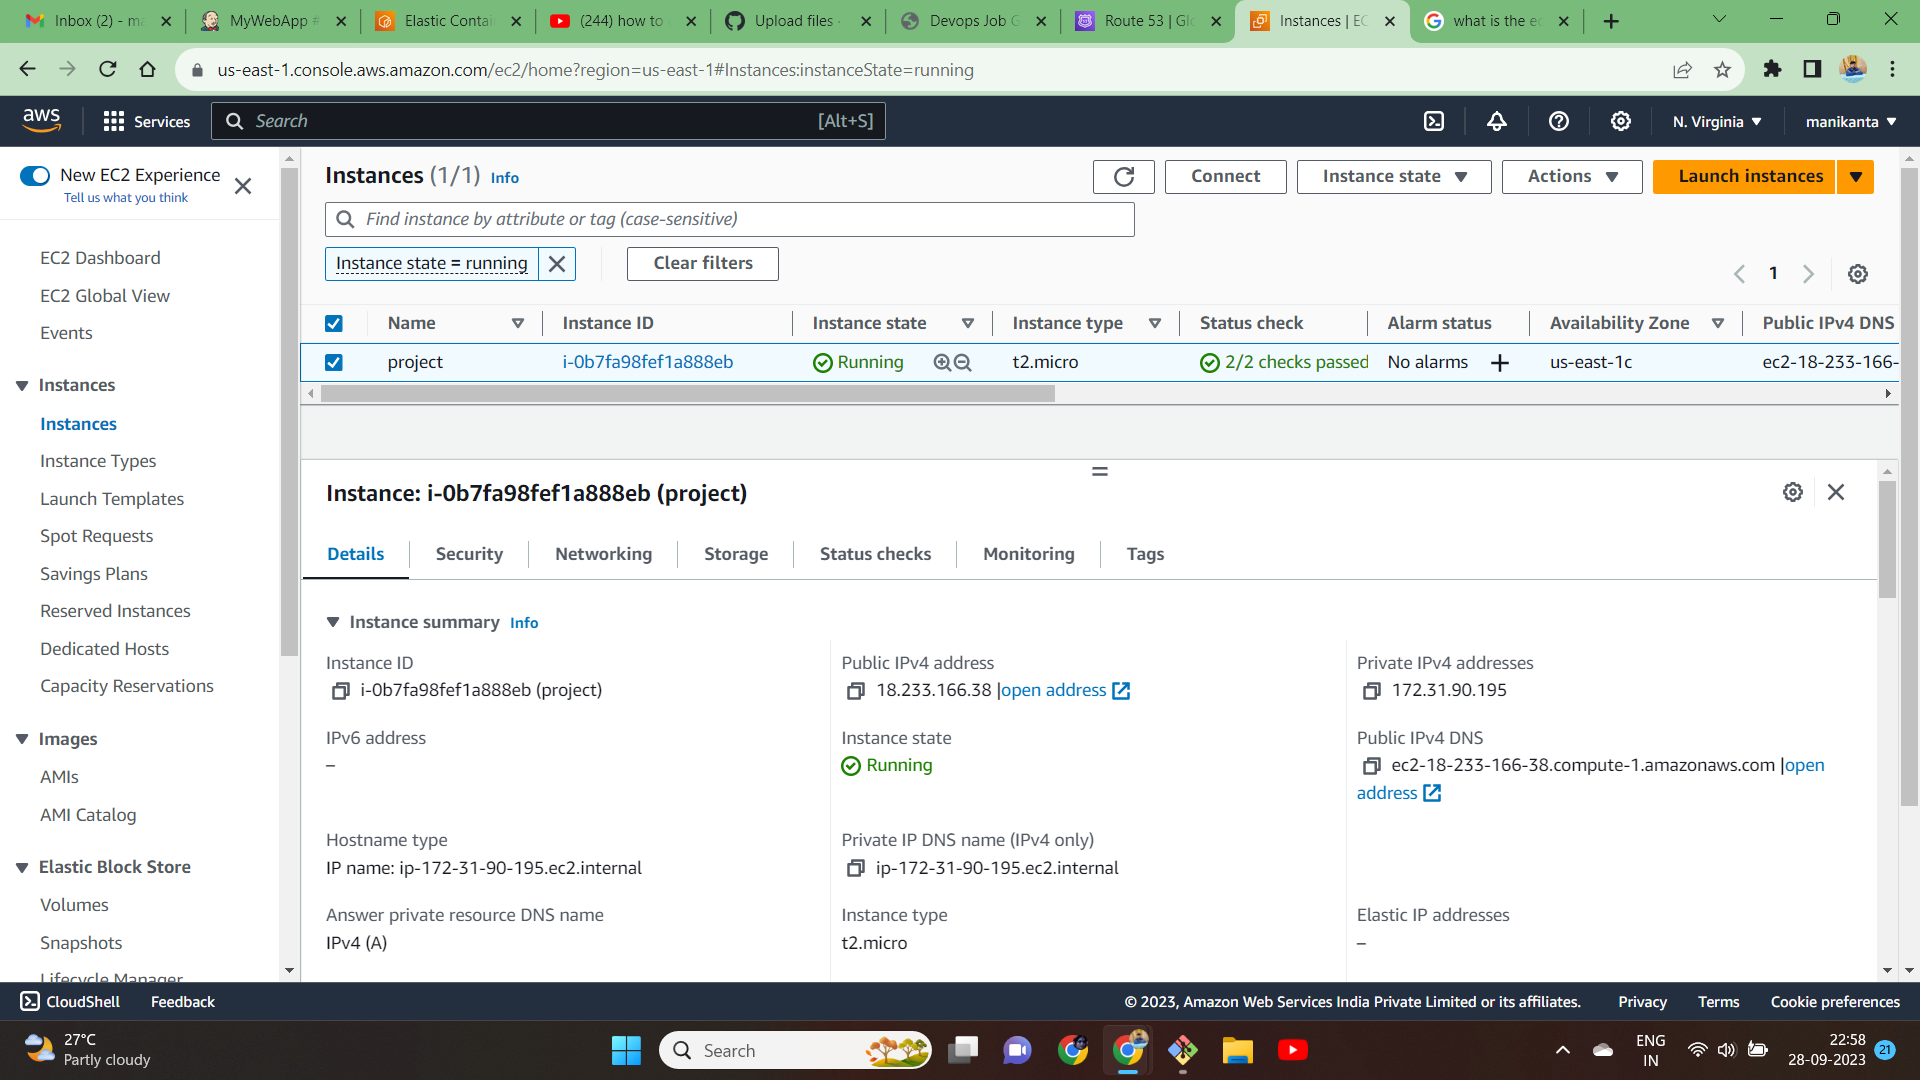 Inbox (2) - ma
MyWebApp #
Elastic Contai
(244) how to
Upload files
Devops Job G
Route 53 | Glo
Instances | EC
what is the ec
us-east-1.console.aws.amazon.com/ec2/home?region=us-east-1#Instances:instanceState=running
aws
Services
Search
[Alt+S]
N. Virginia
manikanta
New EC2 Experience
Tell us what you think
EC2 Dashboard
EC2 Global View
Events
Instances
Instances
Instance Types
Launch Templates
Spot Requests
Savings Plans
Reserved Instances
Dedicated Hosts
Capacity Reservations
Images
AMIs
AMI Catalog
Elastic Block Store
Volumes
Snapshots
Lifecycle Manager
Instances (1/1) Info
Connect
Instance state
Actions
Launch instances
Find instance by attribute or tag (case-sensitive)
Instance state = running
Clear filters
1
Name
Instance ID
Instance state
Instance type
Status check
Alarm status
Availability Zone
Public IPv4 DNS
project
i-0b7fa98fef1a888eb
Running
t2.micro
2/2 checks passed
No alarms
us-east-1c
ec2-18-233-166-
Instance: i-0b7fa98fef1a888eb (project)
Details
Security
Networking
Storage
Status checks
Monitoring
Tags
Instance summary Info
Instance ID
i-0b7fa98fef1a888eb (project)
Public IPv4 address
18.233.166.38 |open address
Private IPv4 addresses
172.31.90.195
IPv6 address
–
Instance state
Running
Public IPv4 DNS
ec2-18-233-166-38.compute-1.amazonaws.com |open
address
Hostname type
IP name: ip-172-31-90-195.ec2.internal
Private IP DNS name (IPv4 only)
ip-172-31-90-195.ec2.internal
Answer private resource DNS name
IPv4 (A)
Instance type
t2.micro
Elastic IP addresses
–
CloudShell
Feedback
© 2023, Amazon Web Services India Private Limited or its affiliates.
Privacy
Terms
Cookie preferences
27°C
Partly cloudy
Search
ENG
IN
22:58
28-09-2023
21